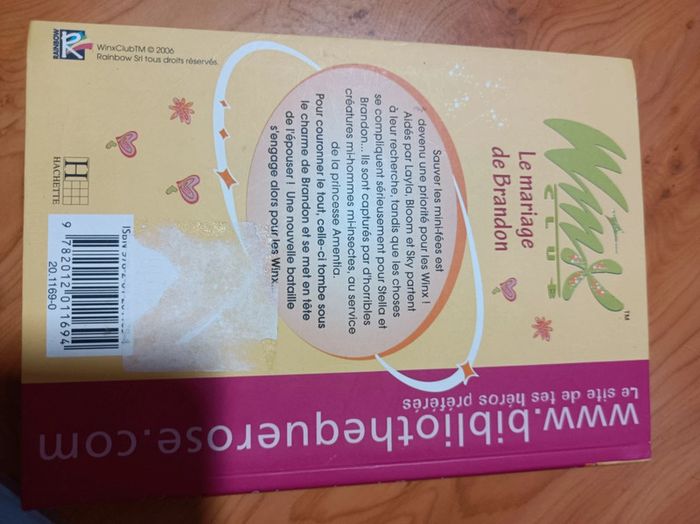 Winx
CLUB
TM
Le mariage
de Brandon
Sauver les mini-fées est
devenu une priorité pour les Winx !
Aidés par Layla, Bloom et Sky partent
à leur recherche, tandis que les choses
se compliquent sérieusement pour Stella et
Brandon... Ils sont capturés par d'horribles
créatures mi-hommes mi-insectes, au service
de la princesse Amentia.
Pour couronner le tout, celle-ci tombe sous
le charme de Brandon et se met en tête
de l'épouser ! Une nouvelle bataille
s'engage alors pour les Winx.
WinxClubTM © 2006
Rainbow Srl tous droits réservés.
RAINBOW
H
HACHETTE
9 782012 011694
20.1169-0
www.bibliothequerose.com
Le site de tes héros préférés